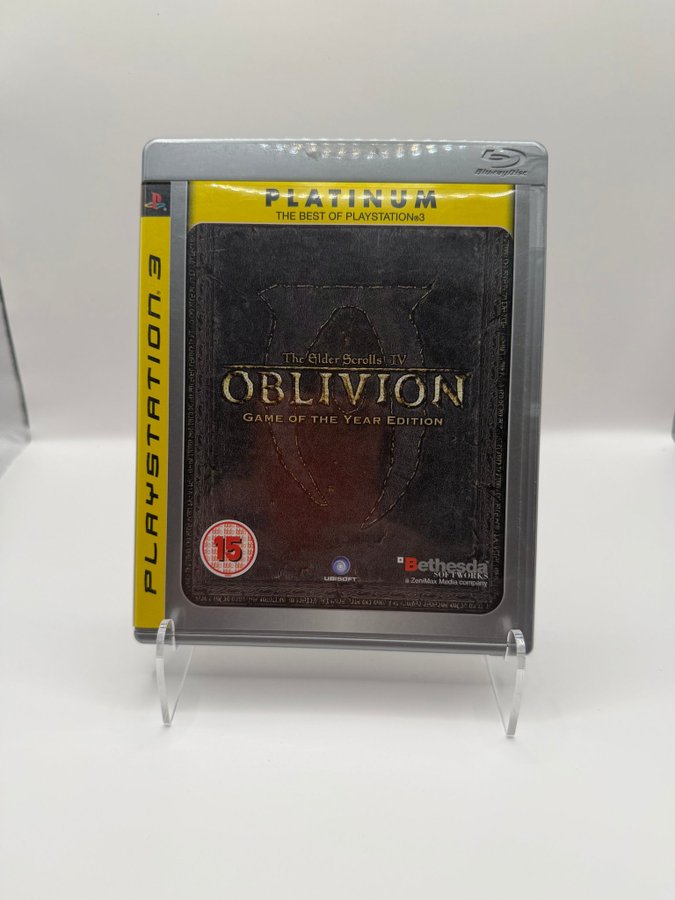 Blu-ray Disc
PLATINUM
THE BEST OF PLAYSTATION®3
PLAYSTATION 3
The Elder Scrolls IV
OBLIVION
GAME OF THE YEAR EDITION
15
UBISOFT
Bethesda
SOFTWORKS
a ZeniMax Media company